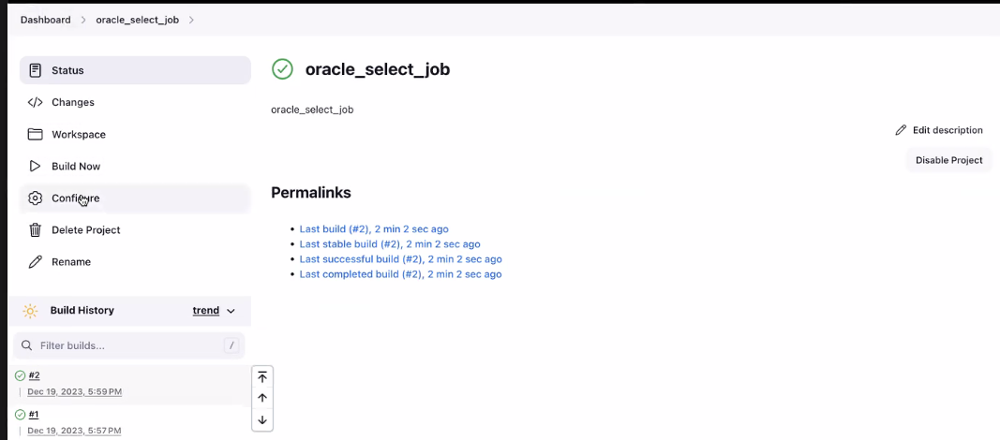 Dashboard > oracle_select_job >
Status
Changes
Workspace
Build Now
Configure
Delete Project
Rename
Build History trend
Filter builds... /
#2
Dec 19, 2023, 5:59 PM
#1
Dec 19, 2023, 5:57 PM
oracle_select_job
oracle_select_job
Edit description
Disable Project
Permalinks
• Last build (#2), 2 min 2 sec ago
• Last stable build (#2), 2 min 2 sec ago
• Last successful build (#2), 2 min 2 sec ago
• Last completed build (#2), 2 min 2 sec ago